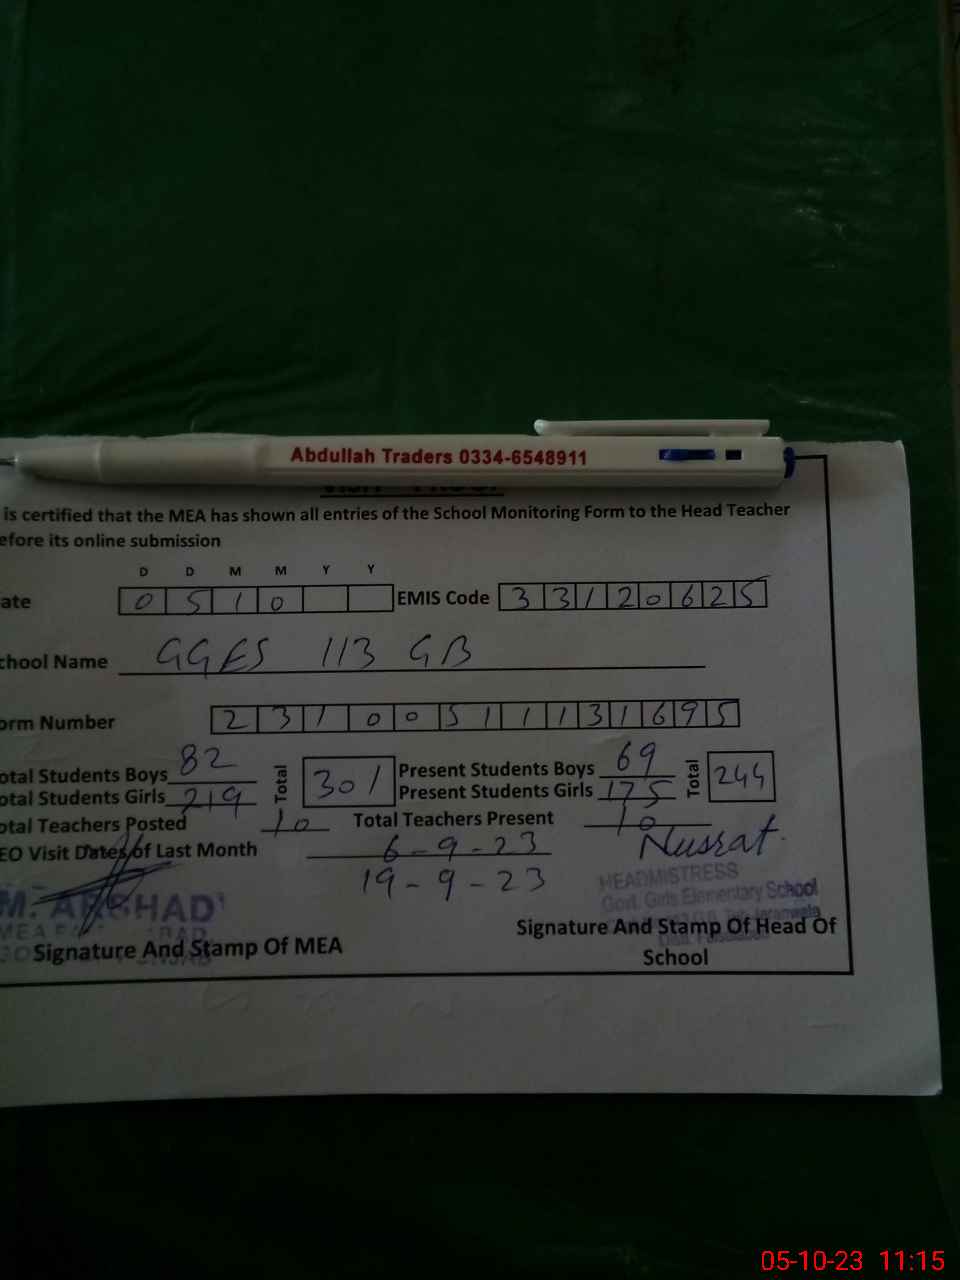 Abdullah Traders 0334-6548911
is certified that the MEA has shown all entries of the School Monitoring Form to the Head Teacher
efore its online submission
D D M M Y Y
ate 0 5 1 0 EMIS Code 3 3 1 2 0 6 2 5
chool Name GGES 113 GB
orm Number 2 3 1 0 0 5 1 1 1 3 1 6 9 5
otal Students Boys 82 Total 301 Present Students Boys 69 Total 244
otal Students Girls 219 Present Students Girls 175
otal Teachers Posted 10 Total Teachers Present 10
EO Visit Dates of Last Month 6-9-23 Nusrat
19-9-23
HEADMISTRESS
M. ARSHAD Govt. Girls Elementary School
MEA
Signature And Stamp Of MEA Signature And Stamp Of Head Of
School
05-10-23 11:15